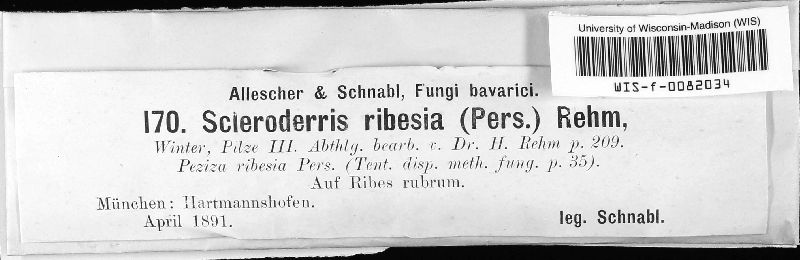 University of Wisconsin-Madison (WIS)
WIS-f-0082034
Allescher & Schnabl, Fungi bavarici.
170. Scleroderris ribesia (Pers.) Rehm,
Winter, Pilze III. Abthlg. bearb. v. Dr. H. Rehm p. 209.
Peziza ribesia Pers. (Tent. disp. meth. fung. p. 35).
Auf Ribes rubrum.
München: Hartmannshofen.
April 1891.
leg. Schnabl.